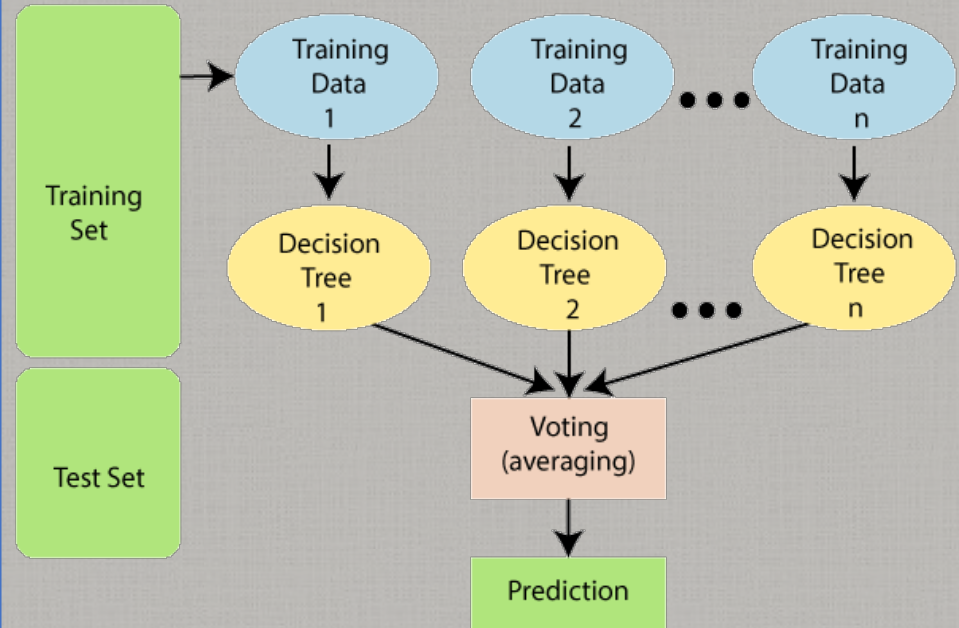 Training
Set
Training
Data
1
Training
Data
2
Training
Data
n
Decision
Tree
1
Decision
Tree
2
Decision
Tree
n
Test Set
Voting
(averaging)
Prediction